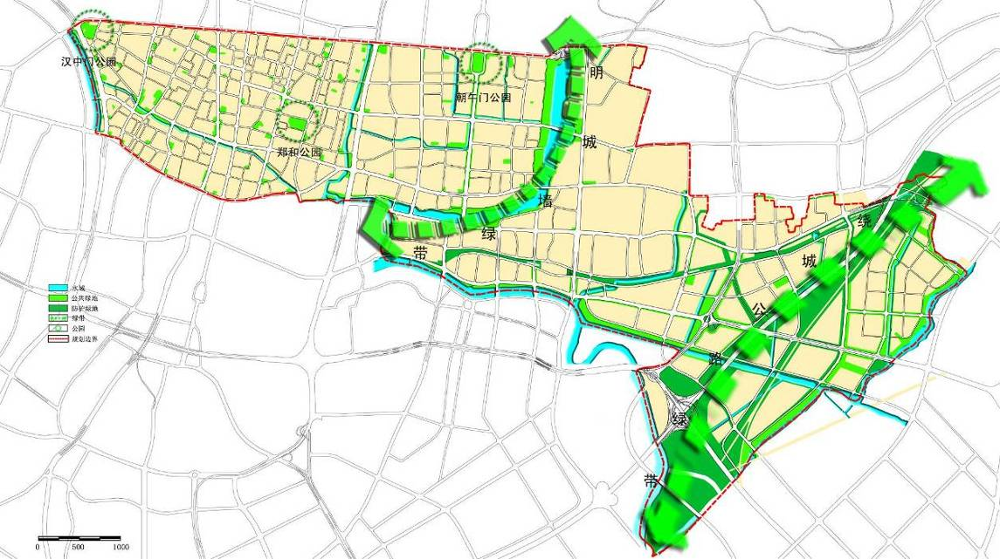 汉中门公园
朝午门公园
郑和公园
明
城
墙
绿
带
绕
城
公
路
绿
带
水域
公共绿地
防护绿地
绿带
公园
规划边界
0 500 1000